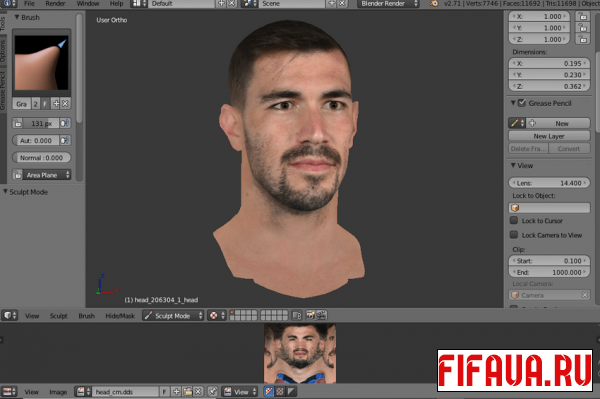 File Render Window Help
Default
Scene
Blender Render
v2.71 | Verts:7746 | Faces:11692 | Tris:11698 | Object
Tools
Options
Grease Pencil
Brush
User Ortho
Gra 2 F
131 px
Aut: 0.000
Normal :0.000
Area Plane
Sculpt Mode
X: 1.000
Y: 1.000
Z: 1.000
Dimensions:
X: 0.195
Y: 0.230
Z: 0.362
Grease Pencil
New
New Layer
Delete Fra...
Convert
View
Lens: 14.400
Lock to Object:
Lock to Cursor
Lock Camera to View
Clip:
Start: 0.100
End: 1000.000
Local Camera:
Camera
(1) head_206304_1_head
View Sculpt Brush Hide/Mask Sculpt Mode
View Image head_cm.dds F View
FIFAUA.RU